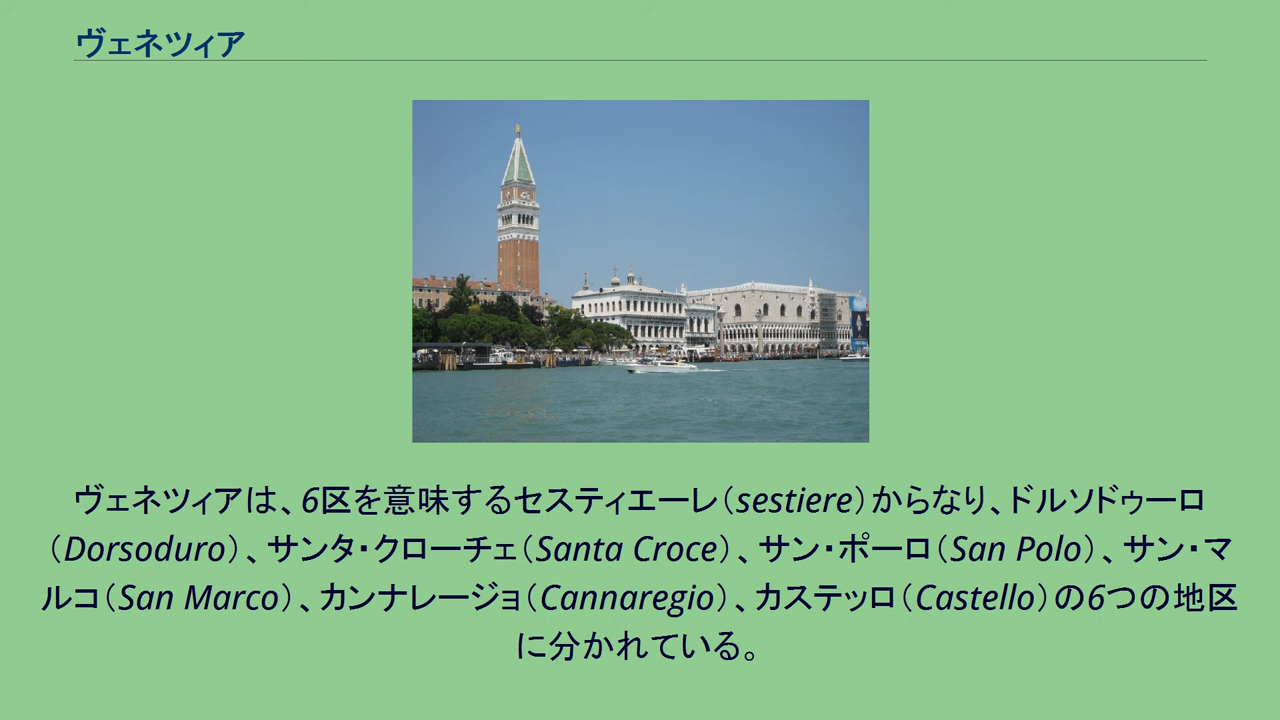 ヴェネツィア
ヴェネツィアは、6区を意味するセスティエーレ（sestiere）からなり、ドルソドゥーロ
（Dorsoduro）、サンタ・クローチェ（Santa Croce）、サン・ポーロ（San Polo）、サン・マ
ルコ（San Marco）、カンナレージョ（Cannaregio）、カステッロ（Castello）の6つの地区
に分かれている。